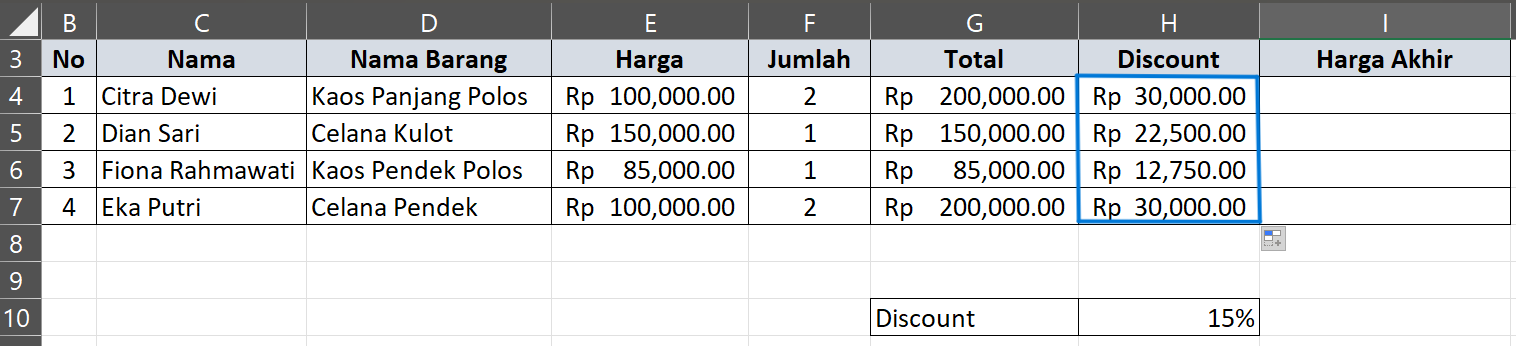 B C D E F G H I
3 No Nama Nama Barang Harga Jumlah Total Discount Harga Akhir
4 1 Citra Dewi Kaos Panjang Polos Rp 100,000.00 2 Rp 200,000.00 Rp 30,000.00
5 2 Dian Sari Celana Kulot Rp 150,000.00 1 Rp 150,000.00 Rp 22,500.00
6 3 Fiona Rahmawati Kaos Pendek Polos Rp 85,000.00 1 Rp 85,000.00 Rp 12,750.00
7 4 Eka Putri Celana Pendek Rp 100,000.00 2 Rp 200,000.00 Rp 30,000.00
8
9
10 Discount 15%